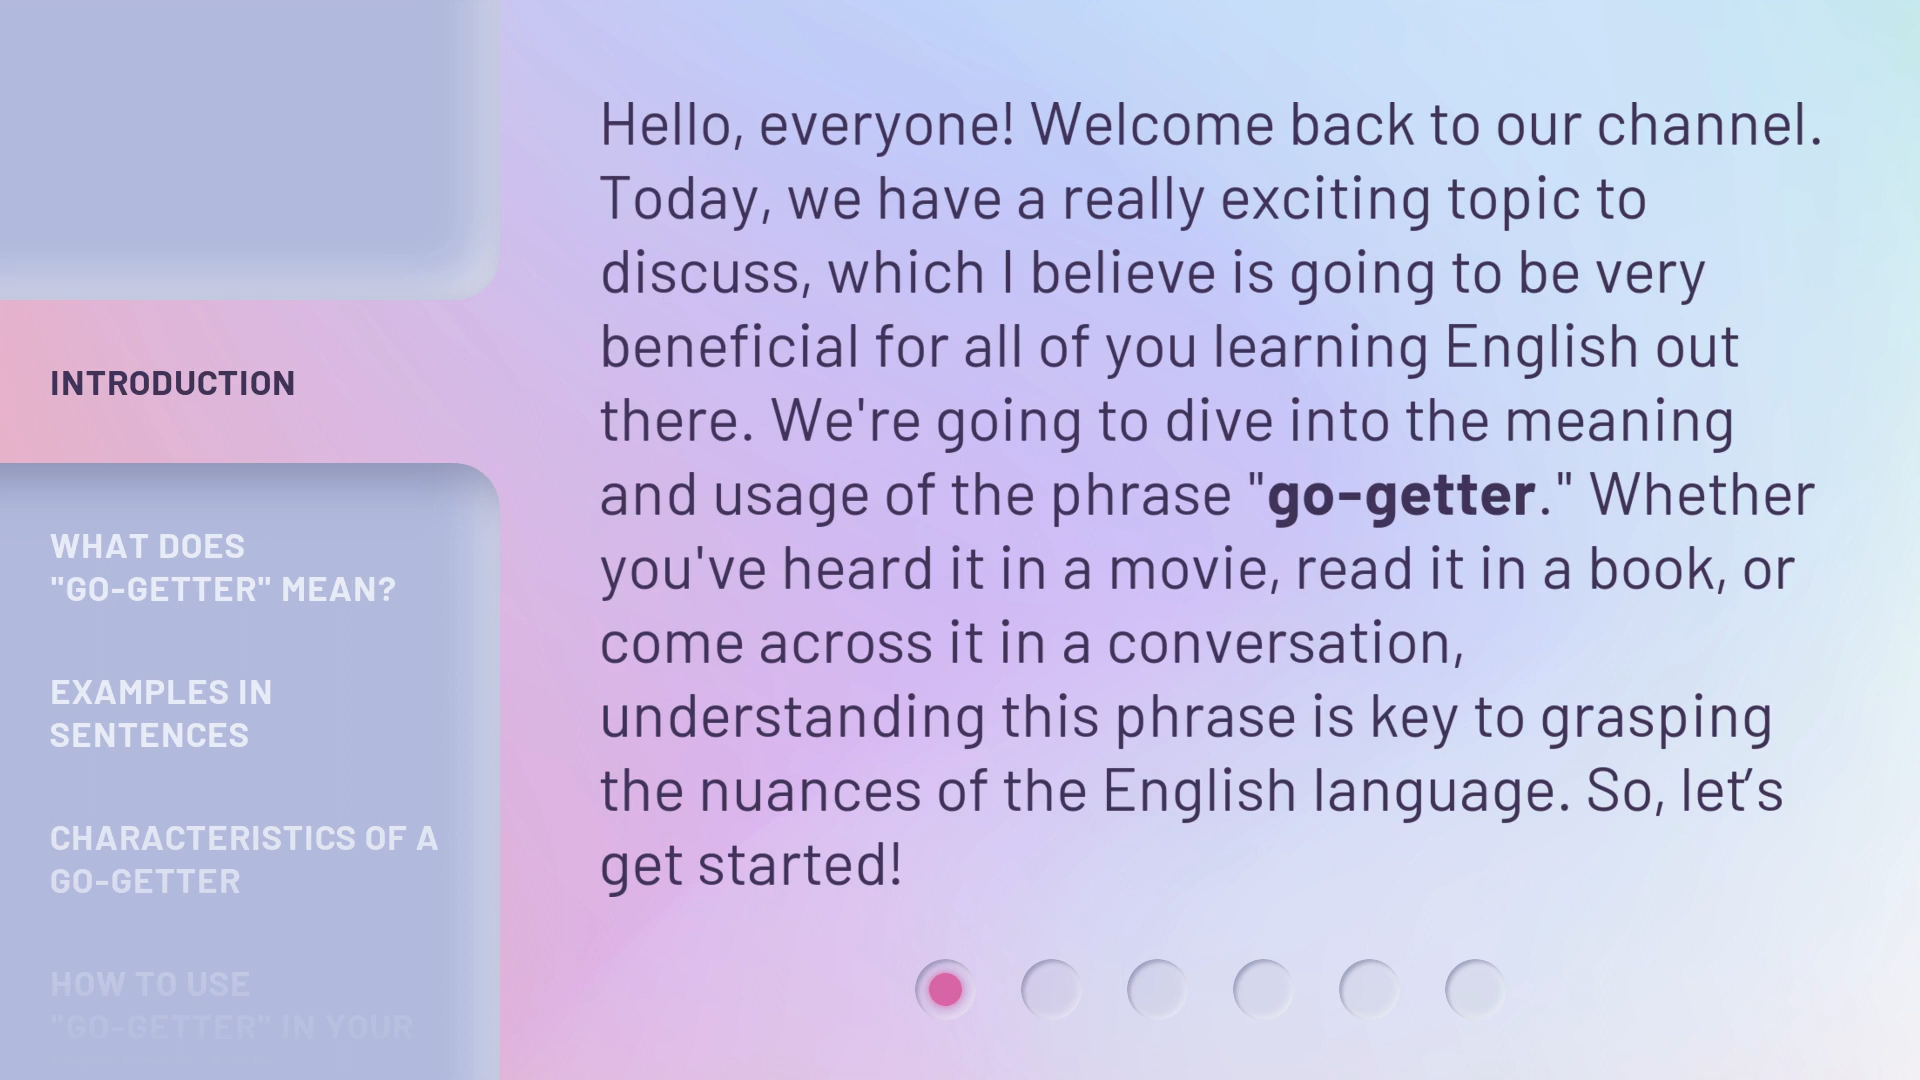 INTRODUCTION
WHAT DOES
"GO-GETTER" MEAN?
EXAMPLES IN
SENTENCES
CHARACTERISTICS OF A
GO-GETTER
HOW TO USE
"GO-GETTER" IN YOUR
Hello, everyone! Welcome back to our channel.
Today, we have a really exciting topic to
discuss, which I believe is going to be very
beneficial for all of you learning English out
there. We're going to dive into the meaning
and usage of the phrase "go-getter." Whether
you've heard it in a movie, read it in a book, or
come across it in a conversation,
understanding this phrase is key to grasping
the nuances of the English language. So, let’s
get started!